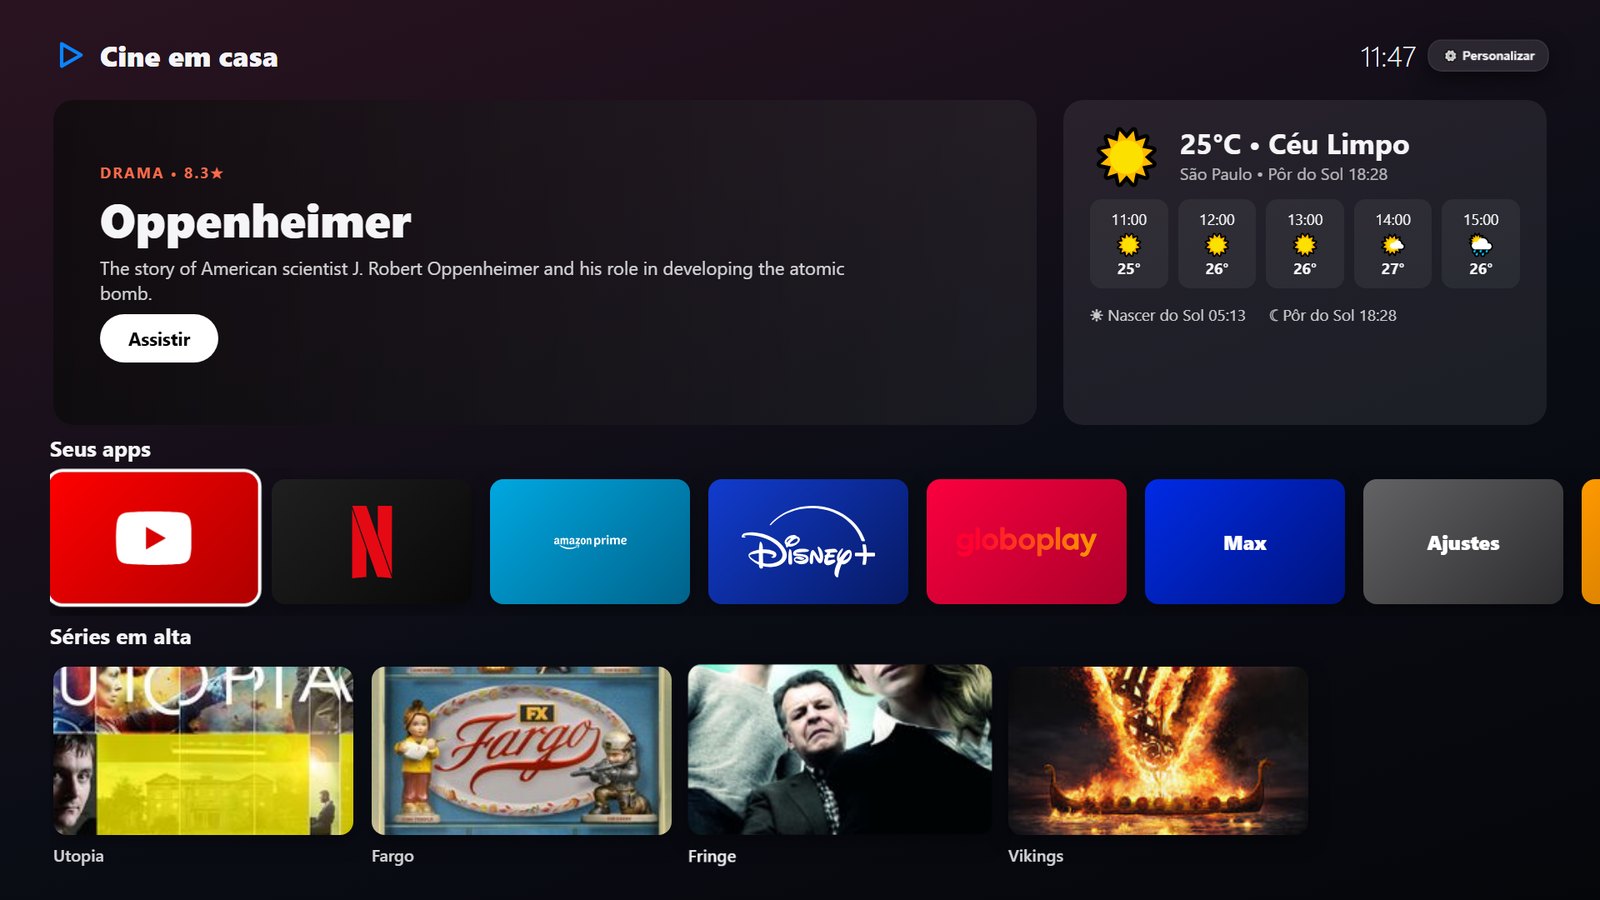 Cine em casa
11:47
Personalizar
DRAMA • 8.3★
Oppenheimer
The story of American scientist J. Robert Oppenheimer and his role in developing the atomic
bomb.
Assistir
25°C • Céu Limpo
São Paulo • Pôr do Sol 18:28
11:00 12:00 13:00 14:00 15:00
25° 26° 26° 27° 26°
☀ Nascer do Sol 05:13 ☾ Pôr do Sol 18:28
Seus apps
N
amazon prime
Disney+
globoplay
Max
Ajustes
Séries em alta
UTOPIA
FX
Fargo
Utopia
Fargo
Fringe
Vikings